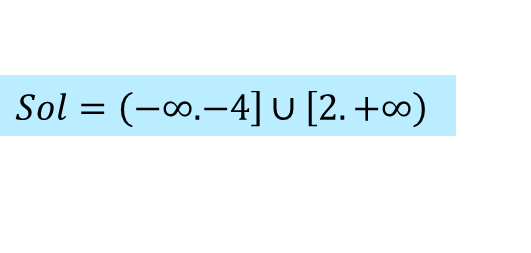 Sol = (−∞.−4] ∪ [2.+∞)